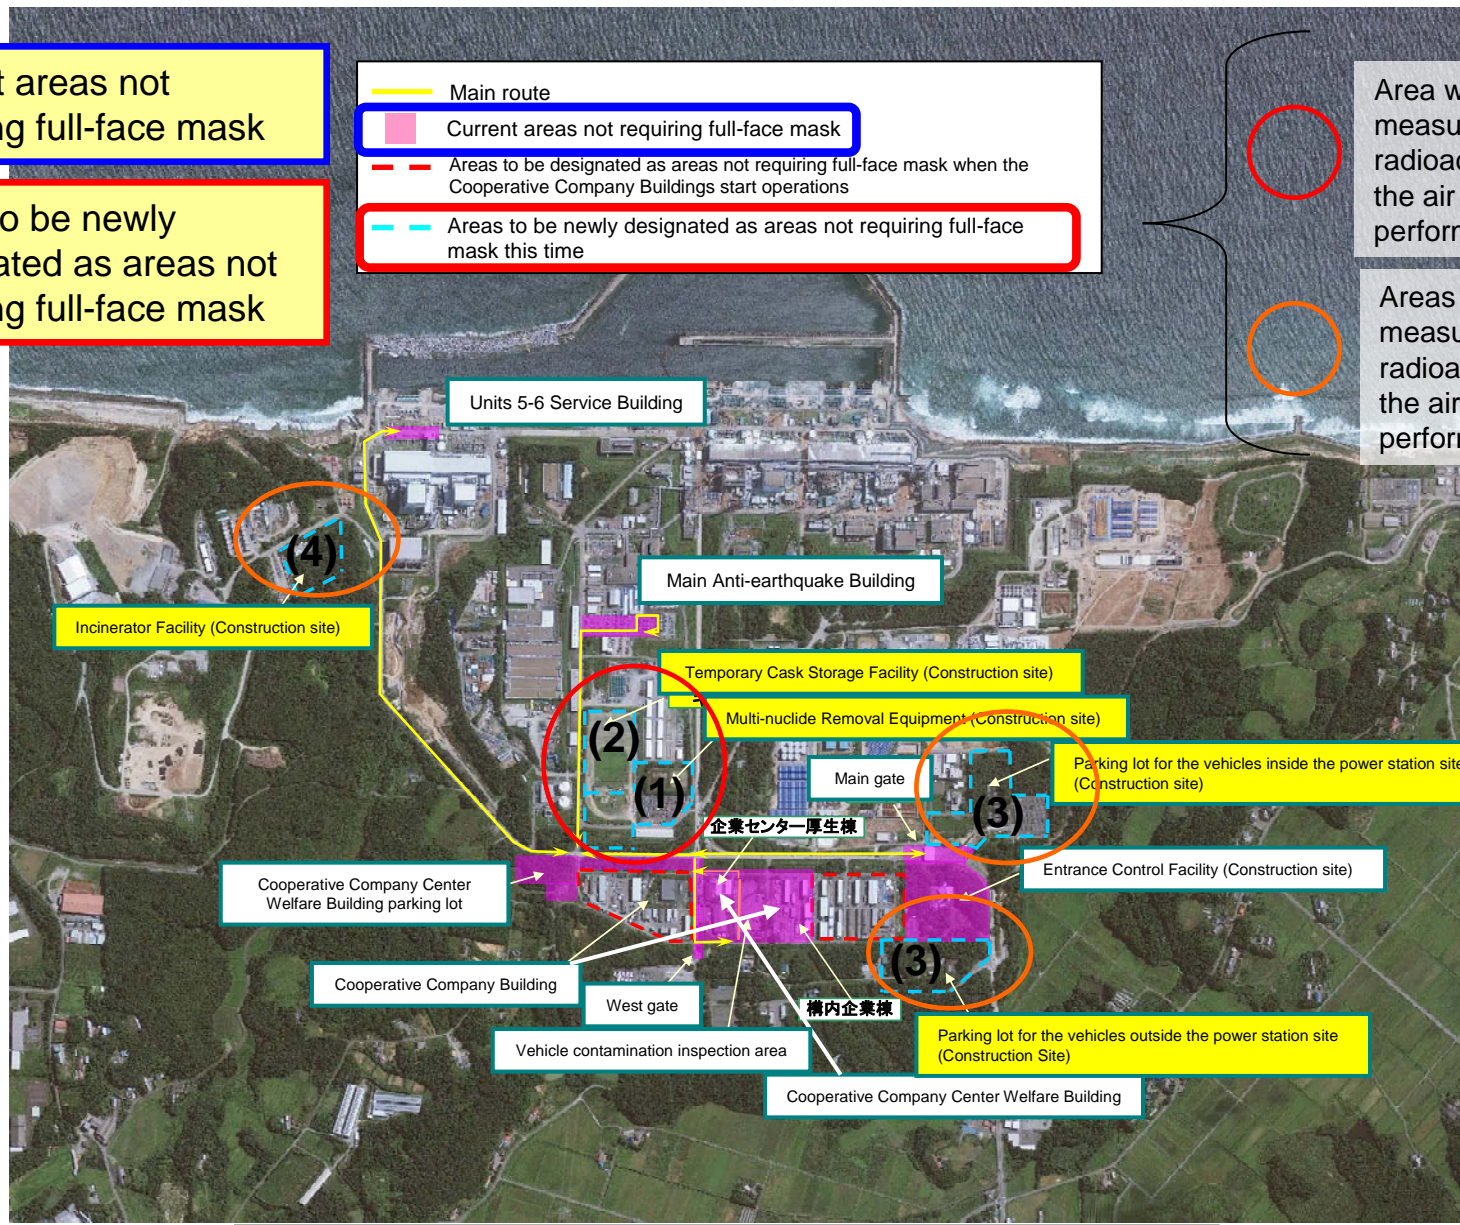 t areas not
ng full-face mask
o be newly
ated as areas not
ng full-face mask
Main route
Current areas not requiring full-face mask
Areas to be designated as areas not requiring full-face mask when the
Cooperative Company Buildings start operations
Areas to be newly designated as areas not requiring full-face
mask this time
Area w
measu
radioac
the air
perforn
Areas
measu
radioa
the air
perforn
Units 5-6 Service Building
(4)
Main Anti-earthquake Building
Incinerator Facility (Construction site)
Temporary Cask Storage Facility (Construction site)
Multi-nuclide Removal Equipment (Construction site)
(2)
(1)
Main gate
Parking lot for the vehicles inside the power station site
(Construction site)
(3)
企業センター厚生棟
Entrance Control Facility (Construction site)
Cooperative Company Center
Welfare Building parking lot
(3)
Cooperative Company Building
West gate
構内企業棟
Vehicle contamination inspection area
Parking lot for the vehicles outside the power station site
(Construction Site)
Cooperative Company Center Welfare Building